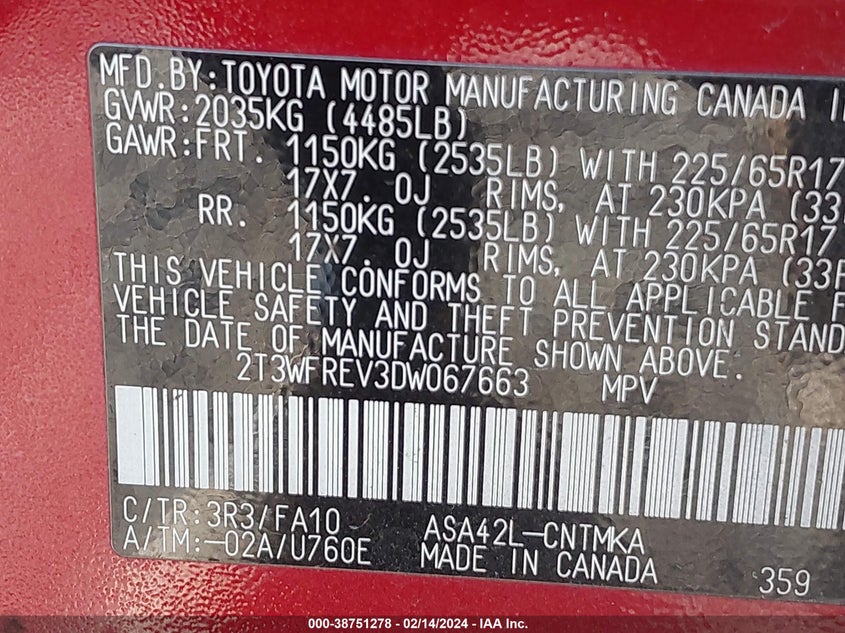 MFD.BY:TOYOTA MOTOR MANUFACTURING CANADA
GVWR:2035KG (4485LB)
GAWR:FRT. 1150KG (2535LB) WITH 225/65R17
17X7.0J RIMS, AT 230KPA (33
RR. 1150KG (2535LB) WITH 225/65R17
17X7.0J RIMS, AT 230KPA (33
THIS VEHICLE CONFORMS TO ALL APPLICABLE
VEHICLE SAFETY AND THEFT PREVENTION
THE DATE OF MANUFACTURE SHOWN ABOVE.
2T3WFREV3DW067663 MPV
C/TR:3R3/FA10 ASA42L-CNTMKA
A/TM:-02A/U760E MADE IN CANADA 359
000-38751278 - 02/14/2024 - IAA Inc.